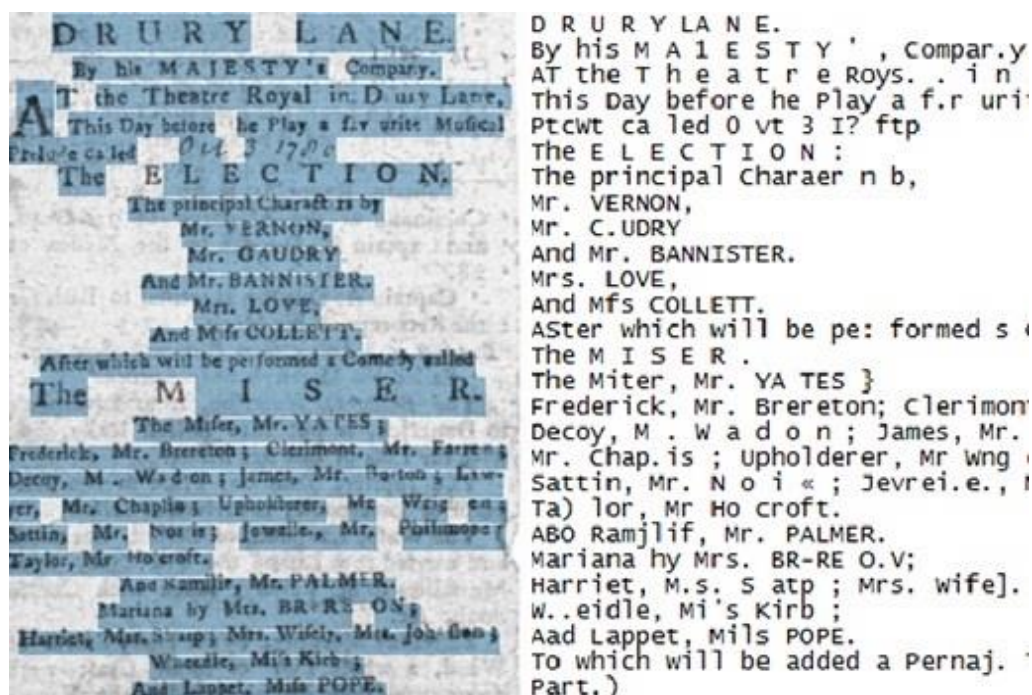 DRURY LANE.
By his MAJESTY's Company.
AT the Theatre Royal in Drury Lane,
This Day before he Play a favourite Musical
Prelude called Oct 3 1780
The ELECTION.
The principal Characters by
Mr. VERNON,
Mr. GAUDRY
And Mr. BANNISTER.
Mrs. LOVE,
And Miss COLLETT.
After which will be performed a Comedy called
The MISER.
The Miser, Mr. YATES;
Frederick, Mr. Brereton; Clerimont, Mr. Farren;
Decoy, M. Wadon; James, Mr. Burton; Law-
yer, Mr. Chaplin; Upholderer, Mr. Wrighten;
Sattin, Mr. Norris; Jewelle, Mr. Philimore;
Taylor, Mr Holcroft.
And Ramilie, Mr. PALMER.
Mariana by Mrs. BRERETON;
Harriet, Mrs. Sharp; Mrs. Wisely, Mrs. Johnston;
Wheedle, Miss Kirby;
And Lappet, Miss POPE.
D R U R Y LA N E.
By his M A 1 E S T Y ' , Compar.y
AT the T h e a t r e Roys. . i n
This Day before he Play a f.r urit
PtcWt ca led O vt 3 I? ftp
The E L E C T I O N :
The principal Charaer n b,
Mr. VERNON,
Mr. C.UDRY
And Mr. BANNISTER.
Mrs. LOVE,
And Mfs COLLETT.
ASter which will be pe: formed s
The M I S E R .
The Miter, Mr. YA TES }
Frederick, Mr. Brereton; Clerimont
Decoy, M . W a d o n ; James, Mr.
Mr. Chap.is ; Upholderer, Mr Wng
Sattin, Mr. N o i « ; Jevrei.e.,
Ta) lor, Mr Ho croft.
ABO Ramjlif, Mr. PALMER.
Mariana hy Mrs. BR-RE O.V;
Harriet, M.s. S atp ; Mrs. Wife].
W..eidle, Mi's Kirb ;
Aad Lappet, Mils POPE.
To which will be added a Pernaj.
Part.)